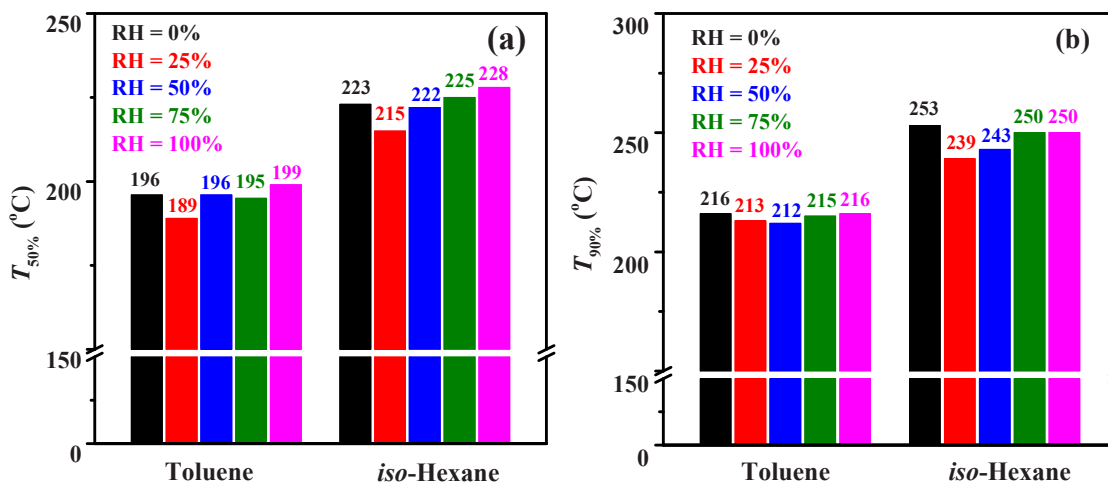 250
200
150
0
T50% (°C)
(a)
RH = 0%
RH = 25%
RH = 50%
RH = 75%
RH = 100%
196
189
196
195
199
223
215
222
225
228
Toluene
iso-Hexane
300
250
200
150
0
T90% (°C)
(b)
RH = 0%
RH = 25%
RH = 50%
RH = 75%
RH = 100%
216
213
212
215
216
253
239
243
250
250
Toluene
iso-Hexane